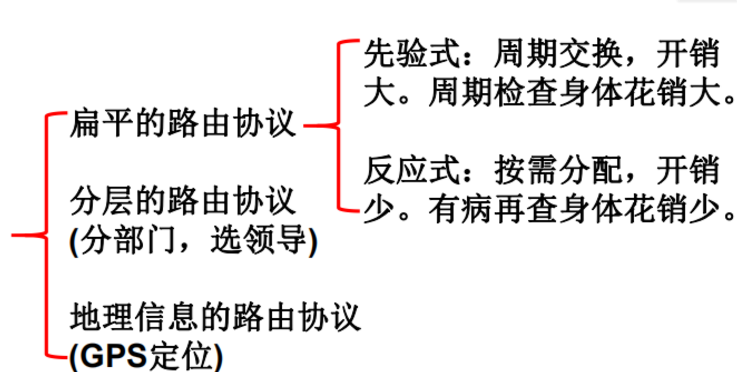 先验式：周期交换，开销
大。周期检查身体花销大。
扁平的路由协议
反应式：按需分配，开销
少。有病再查身体花销少。
分层的路由协议
(分部门，选领导)
地理信息的路由协议
(GPS定位)